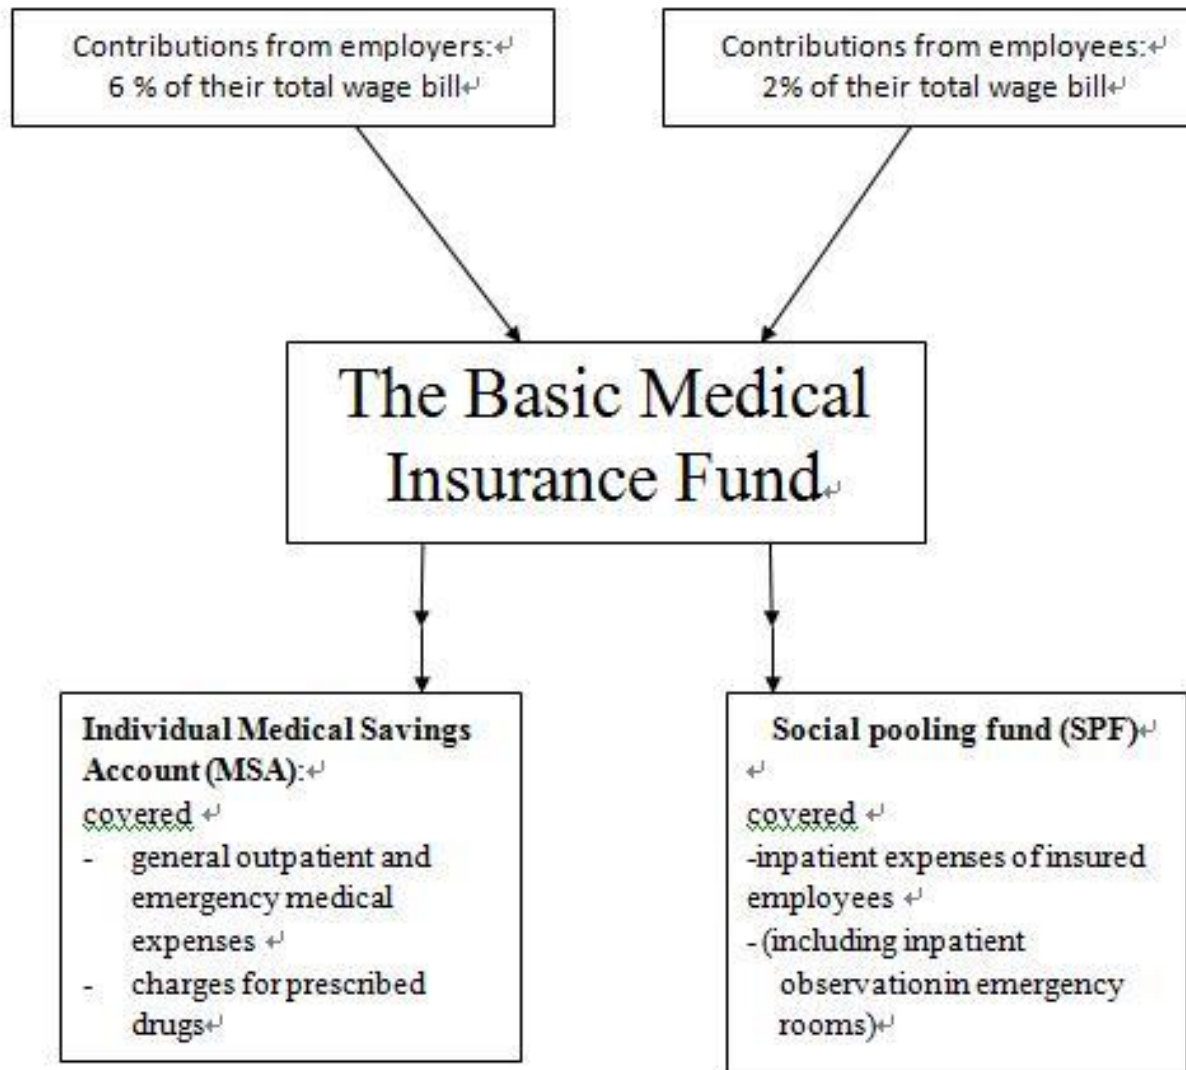 Contributions from employers:↵
6 % of their total wage bill↵
Contributions from employees:↵
2% of their total wage bill↵
The Basic Medical
Insurance Fund↵
Individual Medical Savings
Account (MSA):↵
covered ↵
- general outpatient and
emergency medical
expenses ↵
- charges for prescribed
drugs↵
Social pooling fund (SPF)↵
↵
covered ↵
-inpatient expenses of insured
employees ↵
- (including inpatient
observationin emergency
rooms)↵